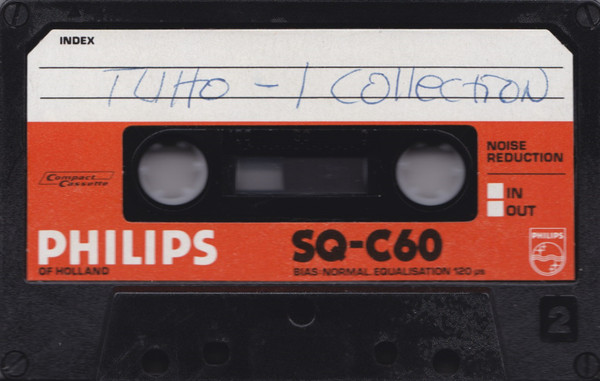 INDEX
TUHO - 1 Collection
Compact
Cassette
NOISE
REDUCTION
IN
OUT
PHILIPS
OF HOLLAND
SQ-C60
BIAS: NORMAL. EQUALISATION 120 µs
PHILIPS
2